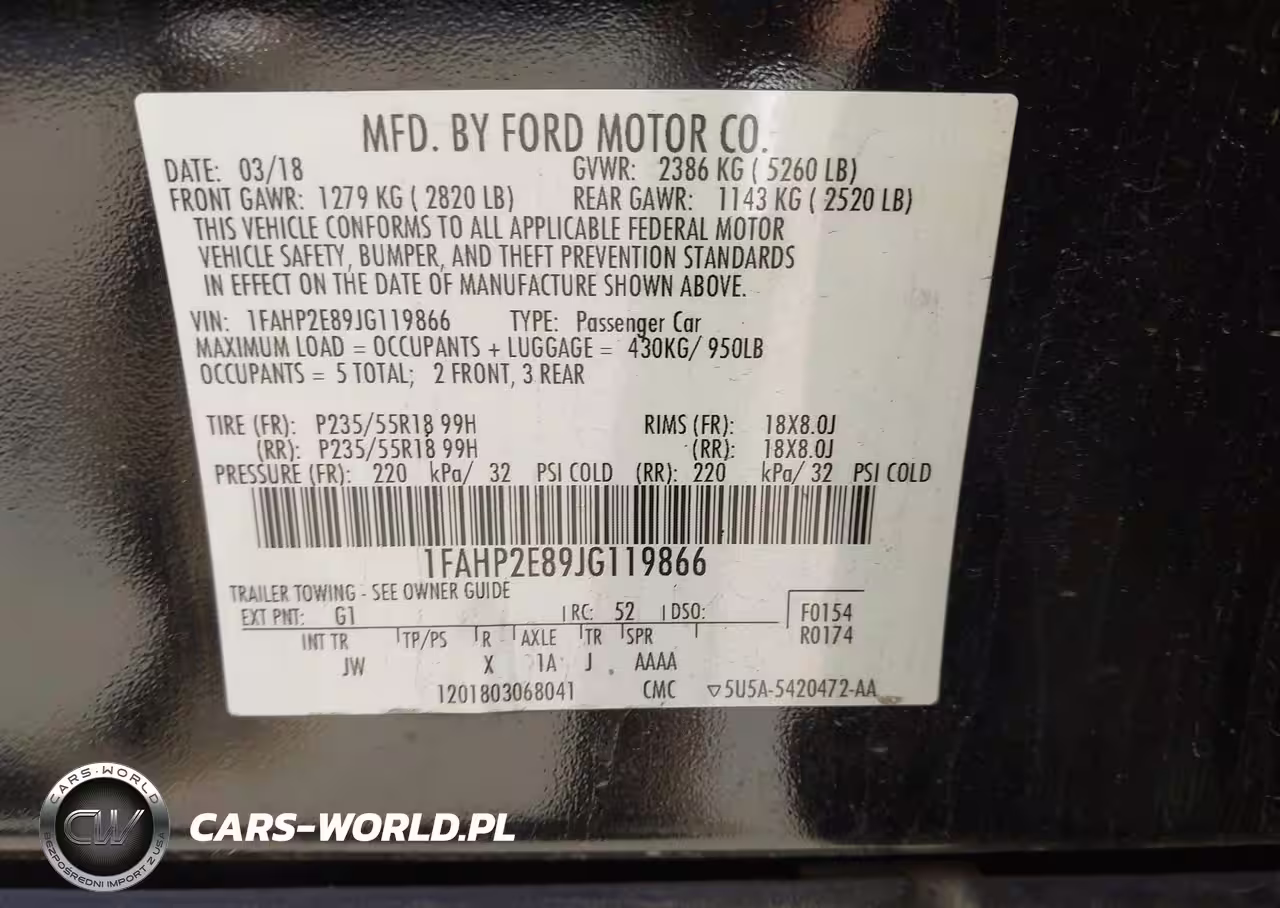 MFD. BY FORD MOTOR CO.
DATE: 03/18 GVWR: 2386 KG ( 5260 LB)
FRONT GAWR: 1279 KG ( 2820 LB) REAR GAWR: 1143 KG ( 2520 LB)
THIS VEHICLE CONFORMS TO ALL APPLICABLE FEDERAL MOTOR
VEHICLE SAFETY, BUMPER, AND THEFT PREVENTION STANDARDS
IN EFFECT ON THE DATE OF MANUFACTURE SHOWN ABOVE.
VIN: 1FAHP2E89JG119866 TYPE: Passenger Car
MAXIMUM LOAD = OCCUPANTS + LUGGAGE = 430KG/ 950LB
OCCUPANTS = 5 TOTAL; 2 FRONT, 3 REAR
TIRE (FR): P235/55R18 99H RIMS (FR): 18X8.0J
(RR): P235/55R18 99H (RR): 18X8.0J
PRESSURE (FR): 220 kPa/ 32 PSI COLD (RR): 220 kPa/ 32 PSI COLD
1FAHP2E89JG119866
TRAILER TOWING - SEE OWNER GUIDE
EXT PNT: G1 RC: 52 DSO: F0154
R0174
INT TR TP/PS R AXLE TR SPR
JW X 1A J AAAA
1201803068041 CMC ▽5U5A-5420472-AA
CARS-WORLD
CW
BEZPOŚREDNI IMPORT Z USA
CARS-WORLD.PL